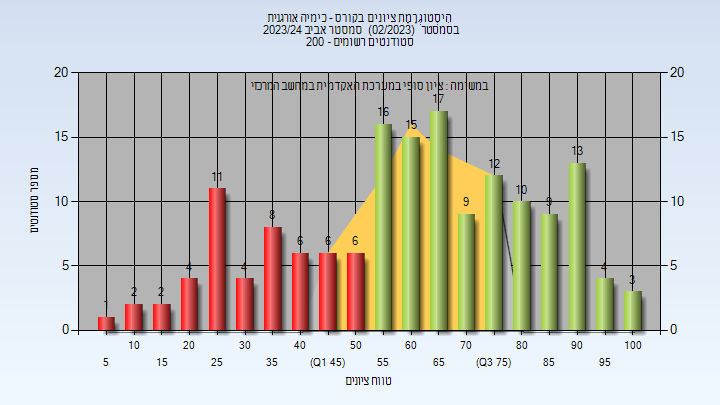 היסטוגרמת ציונים בקורס - כימיה אורגנית
בסמסטר (02/2023) סמסטר אביב 2023/24
סטודנטים רשומים - 200
במשימה : ציון סופי במערכת האקדמית במחשב המרכזי
מספר סטודנטים
20 15 10 5 0
1 2 2 4 11 4 8 6 6 6 16 15 17 9 12 10 9 13 4 3
20 15 10 5 0
10 20 30 40 50 60 70 80 90 100
5 15 25 35 (Q1 45) 55 65 (Q3 75) 85 95
טווח ציונים